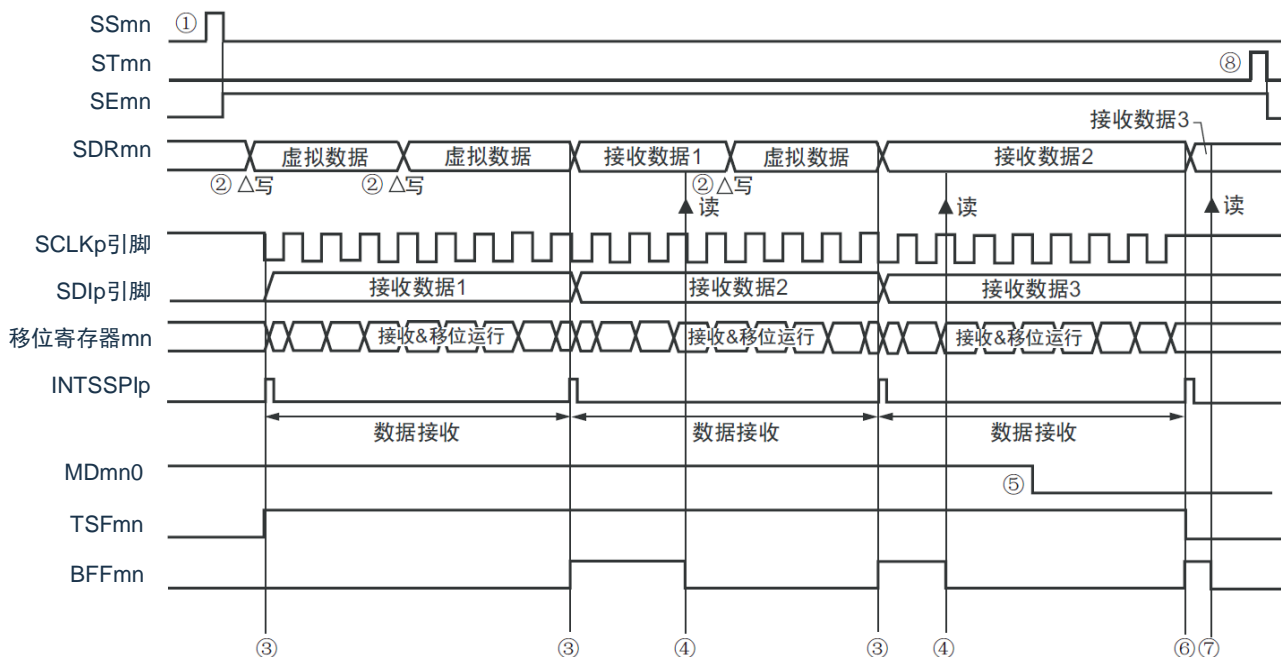 SSmn ①
STmn ⑧
SEmn
接收数据3
SDRmn 虚拟数据 虚拟数据 接收数据1 虚拟数据 接收数据2
② △写 ② △写 ② △写
▲读 ▲读 ▲读
SCLKp引脚
SDIp引脚 接收数据1 接收数据2 接收数据3
移位寄存器mn 接收&移位运行 接收&移位运行 接收&移位运行
INTSSPIp
数据接收 数据接收 数据接收
MDmn0 ⑤
TSFmn
BFFmn
③ ③ ④ ③ ④ ⑥⑦